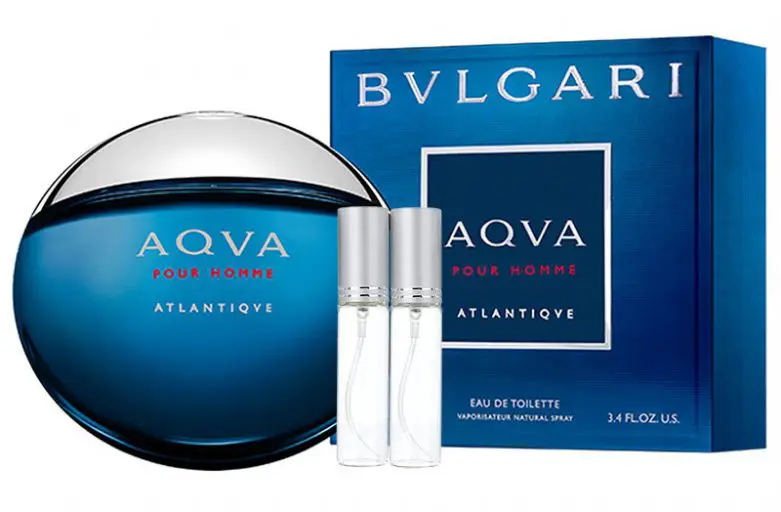 AQVA
POUR HOMME
ATLANTIQVE
BVLGARI
AQVA
POUR HOMME
ATLANTIQVE
EAU DE TOILETTE
VAPORISATEUR NATURAL SPRAY
3.4 FL.OZ. U.S.